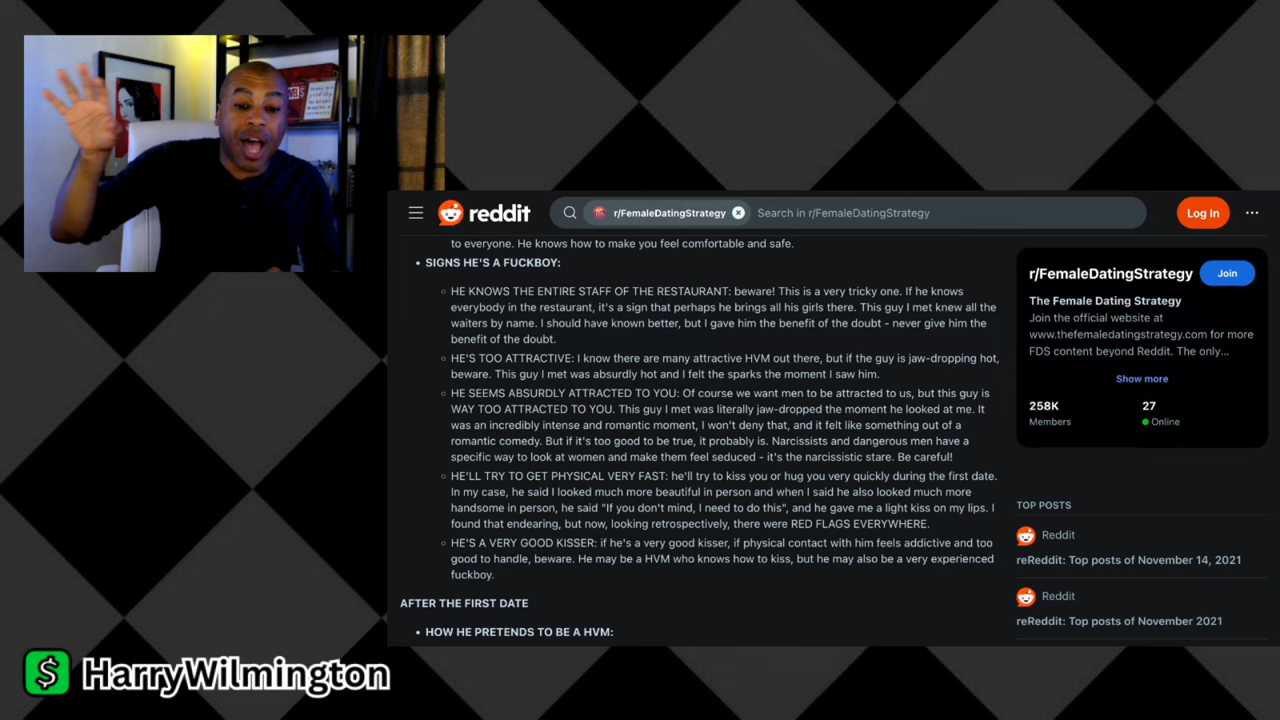 reddit
r/FemaleDatingStrategy
Search in r/FemaleDatingStrategy
Log In
to everyone. He knows how to make you feel comfortable and safe.
• SIGNS HE'S A FUCKBOY:
HE KNOWS THE ENTIRE STAFF OF THE RESTAURANT: beware! This is a very tricky one. If he knows
everybody in the restaurant, it's a sign that perhaps he brings all his girls there. This guy I met knew all the
waiters by name. I should have known better, but I gave him the benefit of the doubt - never give him the
benefit of the doubt.
HE'S TOO ATTRACTIVE: I know there are many attractive HVM out there, but if the guy is jaw-dropping hot,
beware. This guy I met was absurdly hot and I felt the sparks the moment I saw him.
HE SEEMS ABSURDLY ATTRACTED TO YOU: Of course we want men to be attracted to us, but this guy is
WAY TOO ATTRACTED TO YOU. This guy I met was literally jaw-dropped the moment he looked at me. It
was an incredibly intense and romantic moment, I won't deny that, and it felt like something out of a
romantic comedy. But if it's too good to be true, it probably is. Narcissists and dangerous men have a
specific way to look at women and make them feel seduced - it's the narcissistic stare. Be careful!
HE'LL TRY TO GET PHYSICAL VERY FAST: he'll try to kiss you or hug you very quickly during the first date.
In my case, he said I looked much more beautiful in person and when I said he also looked much more
handsome in person, he said "If you don't mind, I need to do this", and he gave me a light kiss on my lips. I
found that endearing, but now, looking retrospectively, there were RED FLAGS EVERYWHERE.
HE'S A VERY GOOD KISSER: if he's a very good kisser, if physical contact with him feels addictive and too
good to handle, beware. He may be a HVM who knows how to kiss, but he may also be a very experienced
fuckboy.
AFTER THE FIRST DATE
• HOW HE PRETENDS TO BE A HVM:
r/FemaleDatingStrategy
Join
The Female Dating Strategy
Join the official website at
www.thefemaledatingstrategy.com for more
FDS content beyond Reddit. The only...
Show more
258K
27
Members
Online
TOP POSTS
Reddit
reReddit: Top posts of November 14, 2021
Reddit
reReddit: Top posts of November 2021
$ HarryWilmington